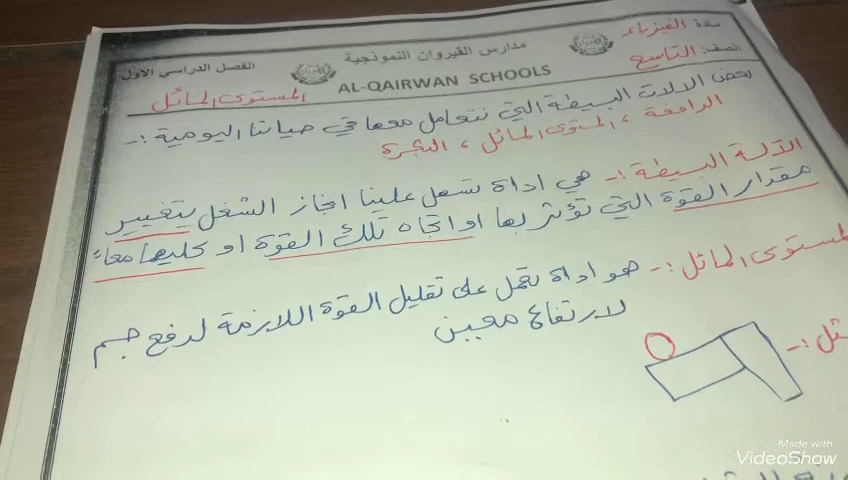 مادة الفيزياء
الصف: التاسع
مدارس القيروان النموذجية
AL-QAIRWAN SCHOOLS
الفصل الدراسي الأول
المستوى المائل
بعض الالات البسيطة التي نتعامل معها في حياتنا اليومية :-
الرافعة ، المستوى المائل ، البكرة
الآلة البسيطة :- هي اداة تسهل علينا انجاز الشغل بتغيير
مقدار القوة التي تؤثر بها او اتجاه تلك القوة او كليهما معاً
المستوى المائل :- هو اداة تعمل على تقليل القوة اللازمة لدفع جسم
لارتفاع معين
Made with
VideoShow